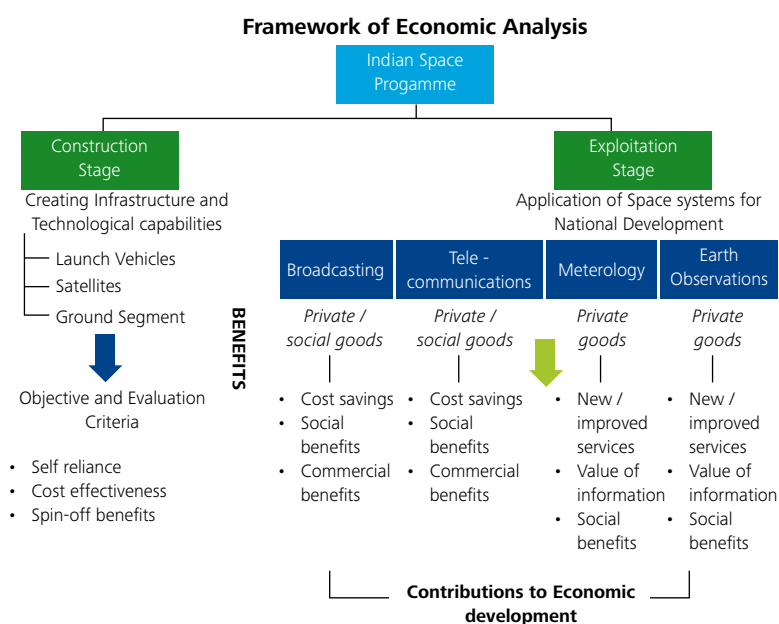 Framework of Economic Analysis
Indian Space
Progamme
Construction
Stage
Creating Infrastructure and
Technological capabilities
Launch Vehicles
Satellites
Ground Segment
Objective and Evaluation
Criteria
• Self reliance
• Cost effectiveness
• Spin-off benefits
Exploitation
Stage
Application of Space systems for
National Development
BENEFITS
Broadcasting
Private /
social goods
• Cost savings
• Social
benefits
• Commercial
benefits
Tele -
communications
Private /
social goods
• Cost savings
• Social
benefits
• Commercial
benefits
Meterology
Private
goods
• New /
improved
services
• Value of
information
• Social
benefits
Earth
Observations
Private
goods
• New /
improved
services
• Value of
information
• Social
benefits
Contributions to Economic
development